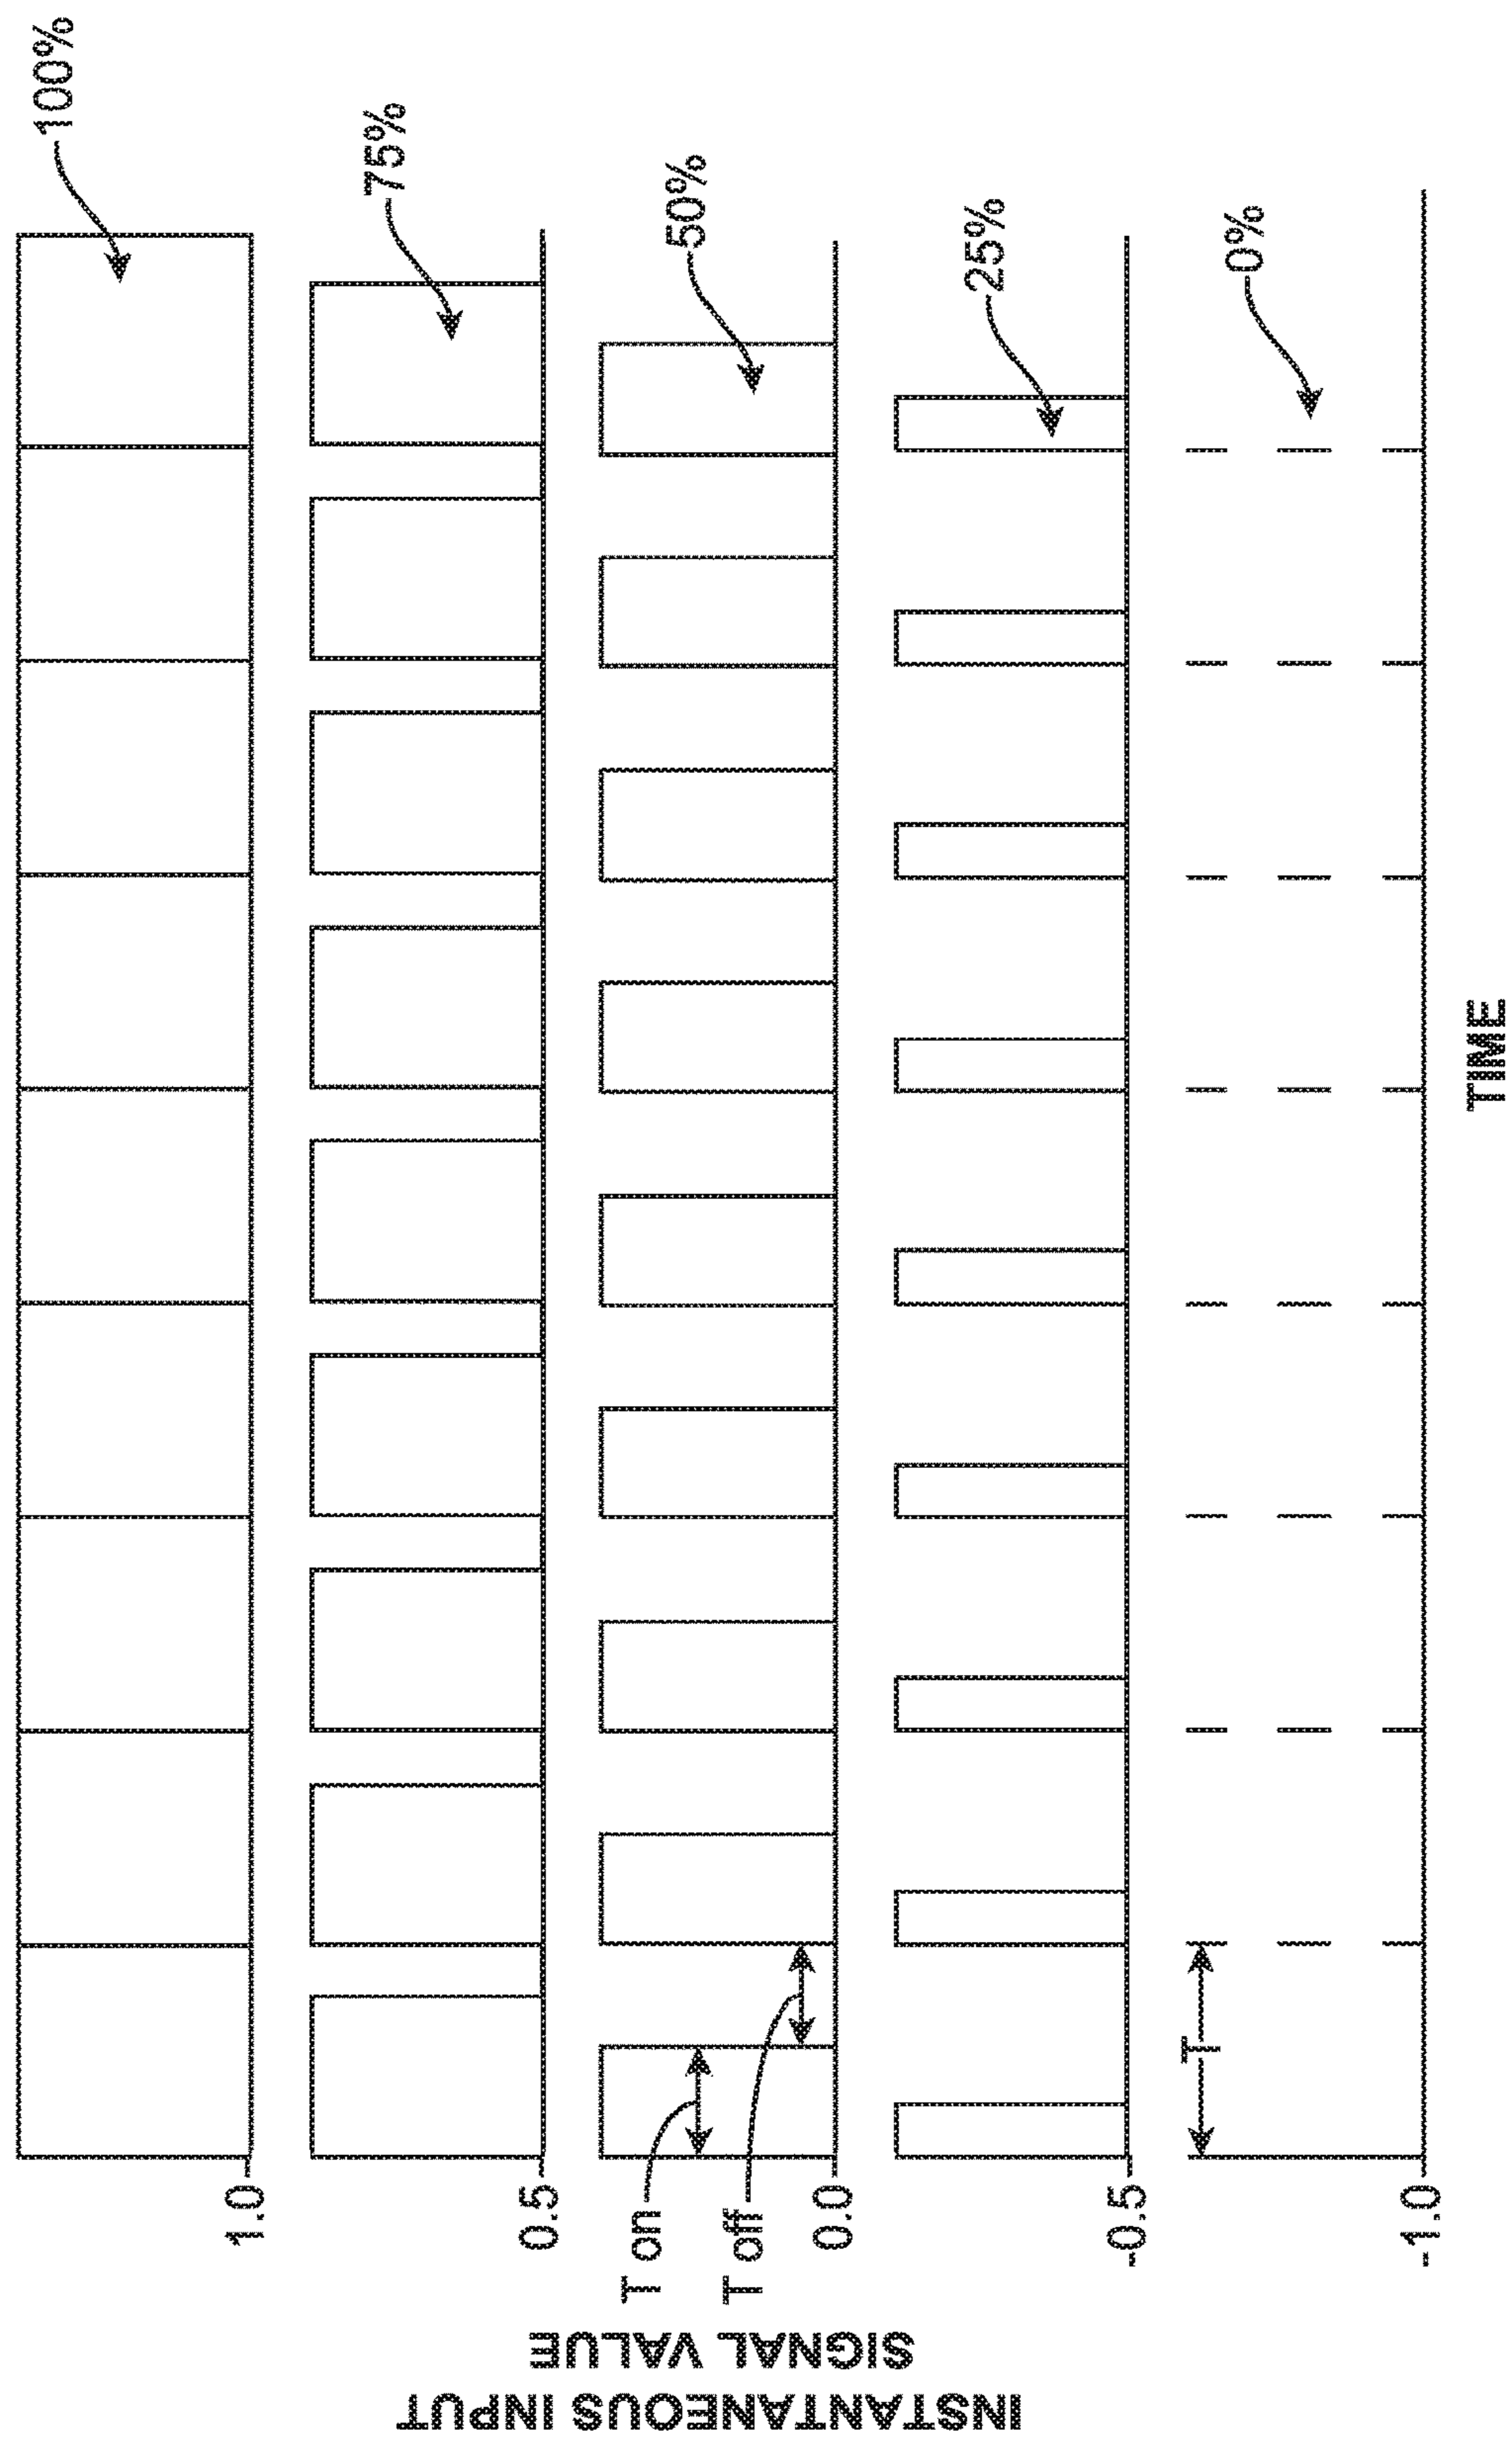 INSTANTANEOUS INPUT
SIGNAL VALUE
1.0
100%
0.5
75%
T on
T off
0.0
50%
-0.5
25%
T
-1.0
0%
TIME